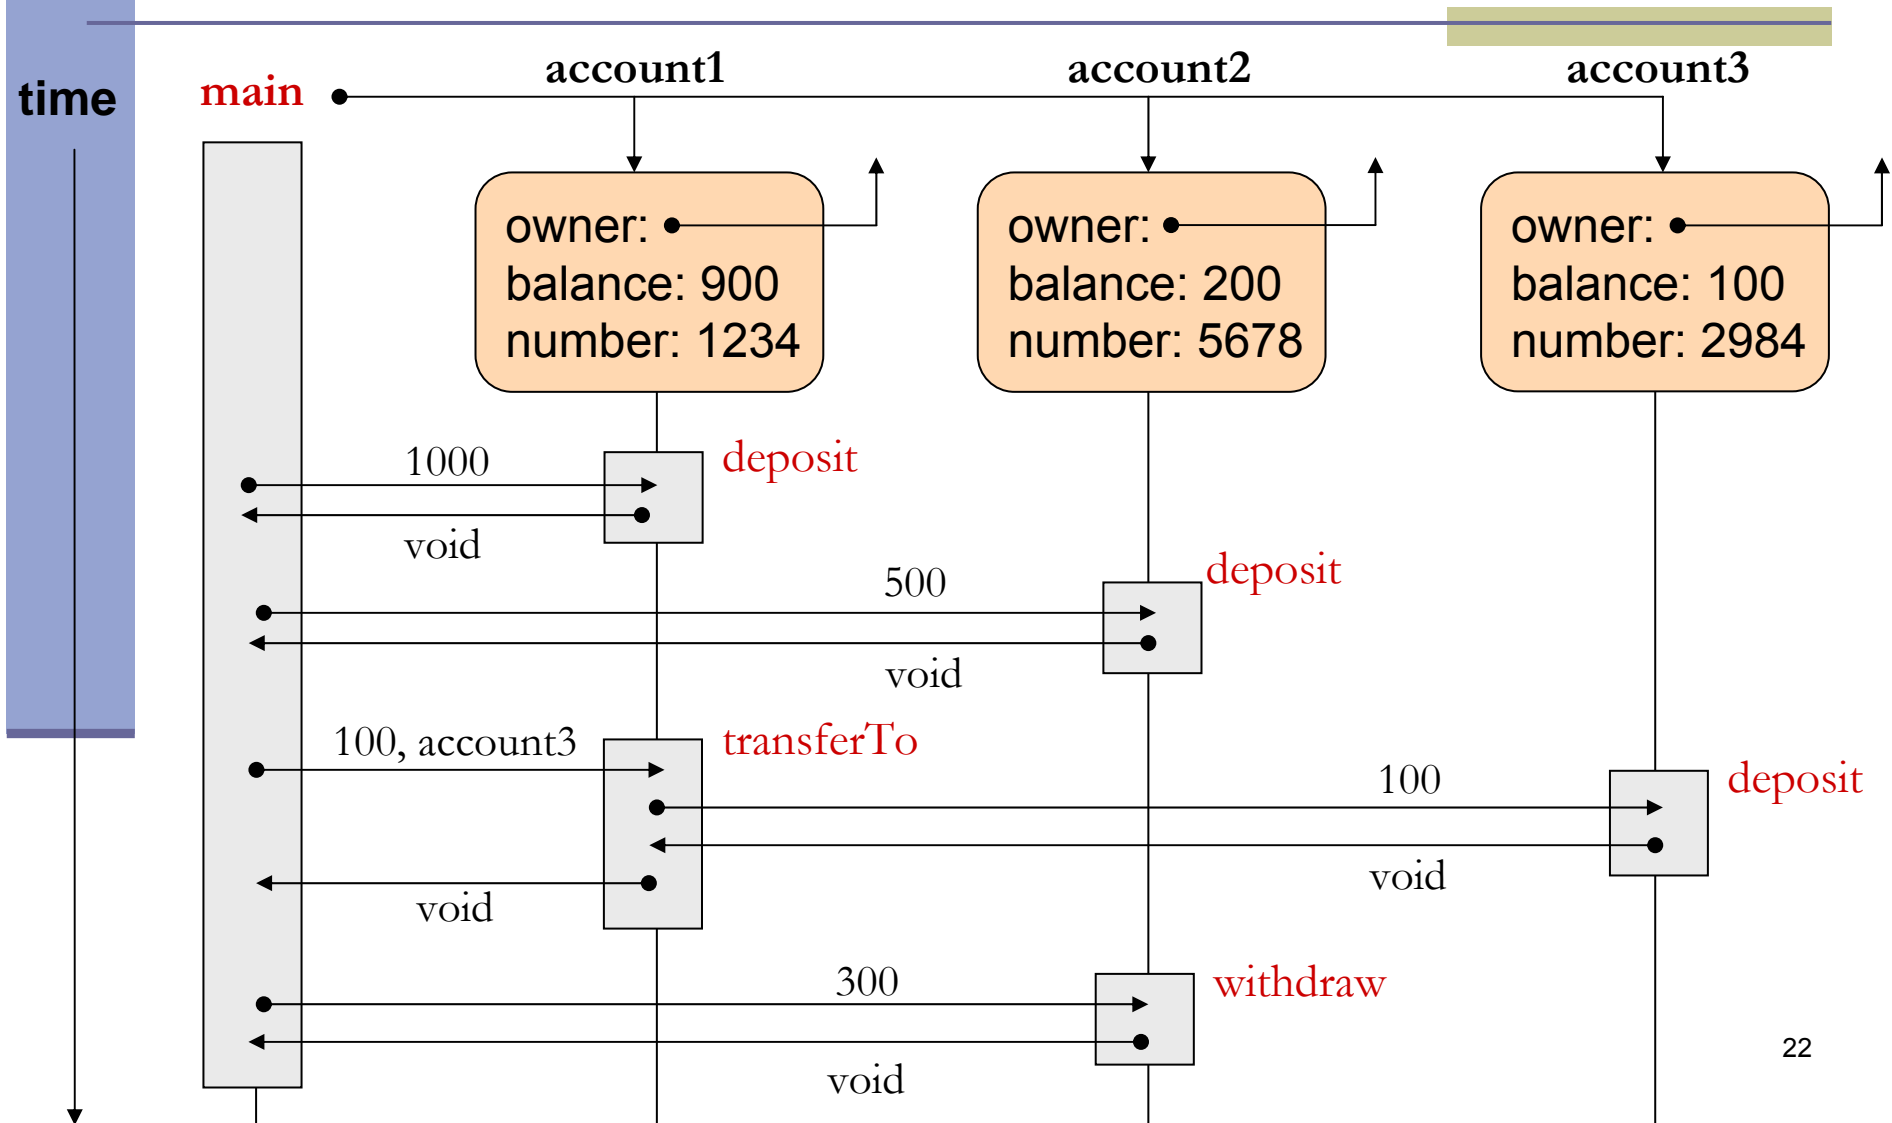 time
main
account1
account2
account3
owner:
balance: 900
number: 1234
owner:
balance: 200
number: 5678
owner:
balance: 100
number: 2984
1000
deposit
void
500
deposit
void
100, account3
transferTo
100
deposit
void
void
300
withdraw
void
22